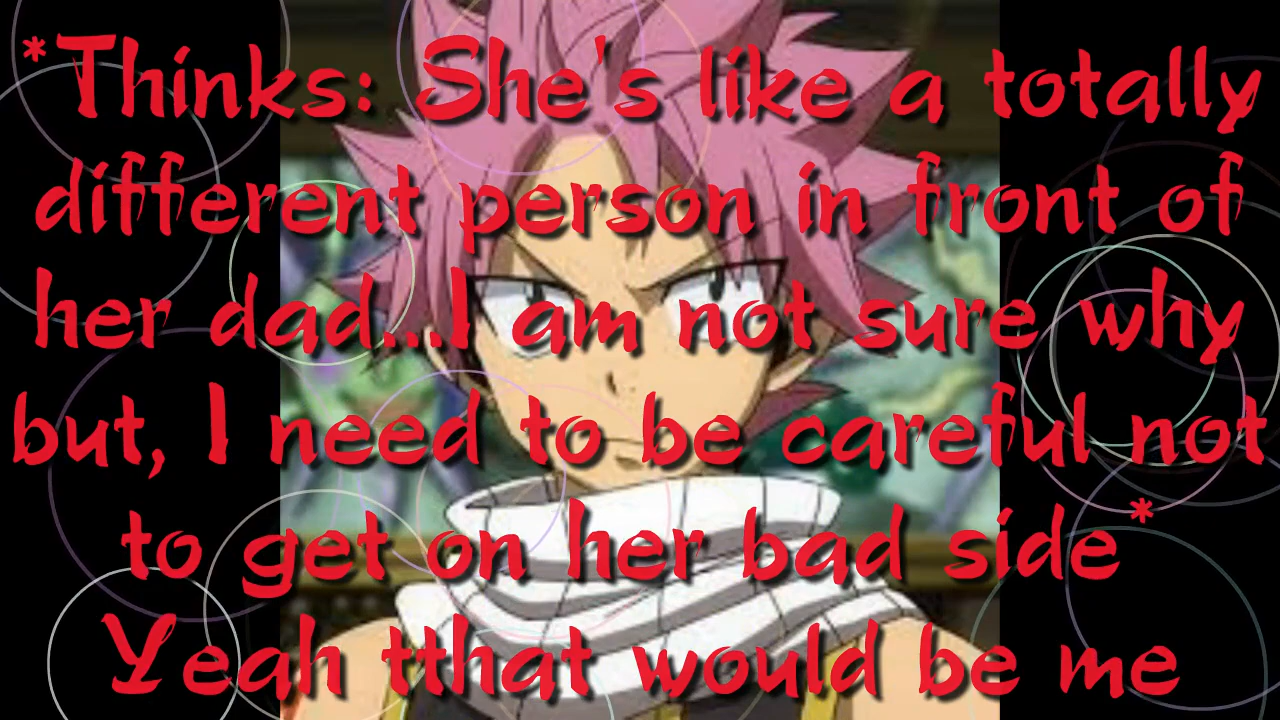 *Thinks: She's like a totally
different person in front of
her dad...I am not sure why
but, I need to be careful not
to get on her bad side*
Yeah tthat would be me